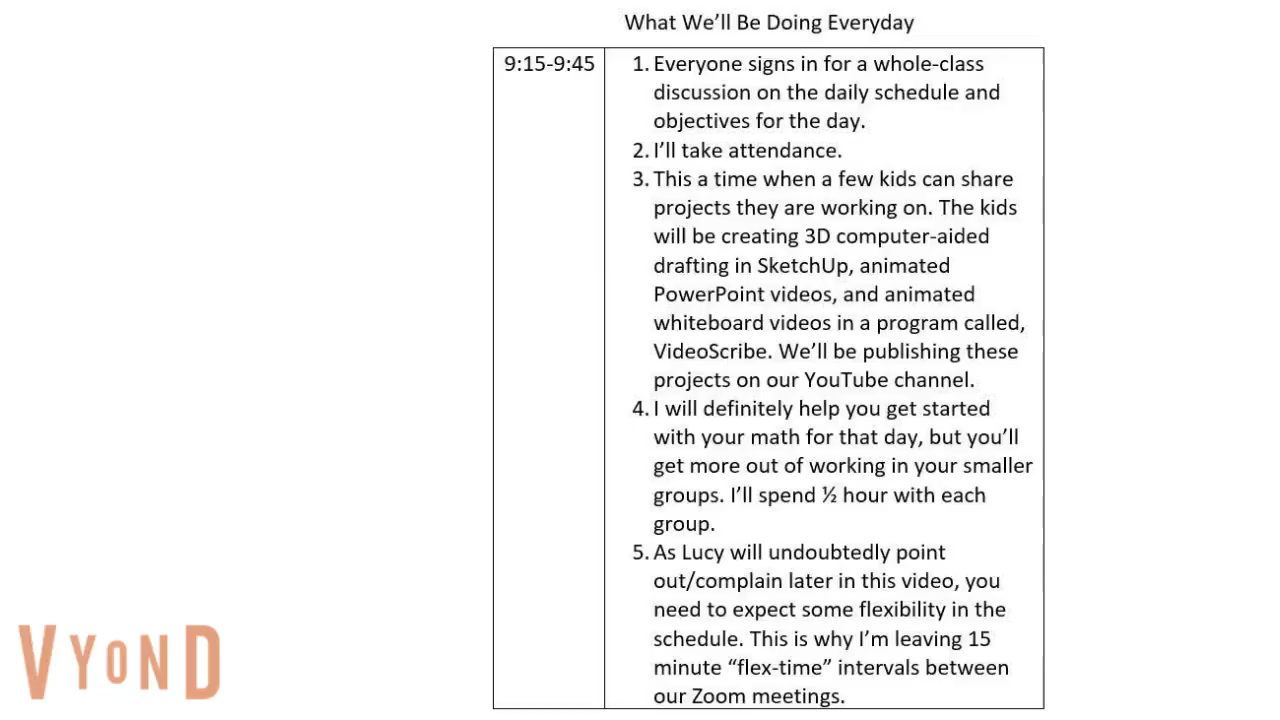 What We’ll Be Doing Everyday
9:15-9:45
1. Everyone signs in for a whole-class
discussion on the daily schedule and
objectives for the day.
2. I’ll take attendance.
3. This a time when a few kids can share
projects they are working on. The kids
will be creating 3D computer-aided
drafting in SketchUp, animated
PowerPoint videos, and animated
whiteboard videos in a program called,
VideoScribe. We’ll be publishing these
projects on our YouTube channel.
4. I will definitely help you get started
with your math for that day, but you’ll
get more out of working in your smaller
groups. I’ll spend ½ hour with each
group.
5. As Lucy will undoubtedly point
out/complain later in this video, you
need to expect some flexibility in the
schedule. This is why I’m leaving 15
minute “flex-time” intervals between
our Zoom meetings.
VYOND